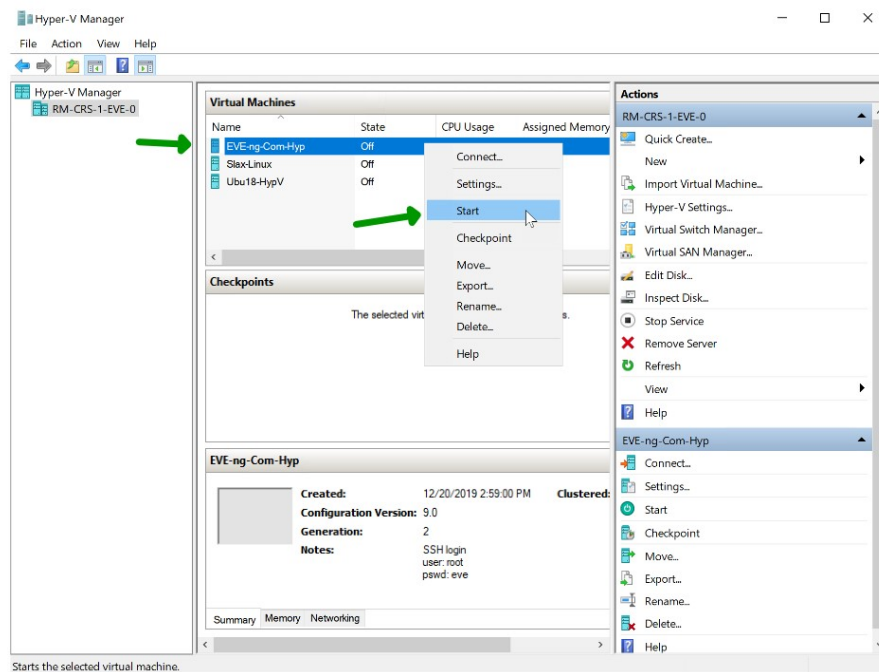 Hyper-V Manager
File Action View Help
Hyper-V Manager
RM-CRS-1-EVE-0
Virtual Machines
Name State CPU Usage Assigned Memory
EVE-ng-Com-Hyp Off
Slax-Linux Off
Ubu18-HypV Off
Connect...
Settings...
Start
Checkpoint
Move...
Export...
Rename...
Delete...
Help
Checkpoints
The selected virt s.
EVE-ng-Com-Hyp
Created: 12/20/2019 2:59:00 PM Clustered:
Configuration Version: 9.0
Generation: 2
Notes: SSH login
user: root
pswd: eve
Summary Memory Networking
Actions
RM-CRS-1-EVE-0
Quick Create...
New
Import Virtual Machine...
Hyper-V Settings...
Virtual Switch Manager...
Virtual SAN Manager...
Edit Disk...
Inspect Disk...
Stop Service
Remove Server
Refresh
View
Help
EVE-ng-Com-Hyp
Connect...
Settings...
Start
Checkpoint
Move...
Export...
Rename...
Delete...
Help
Starts the selected virtual machine.